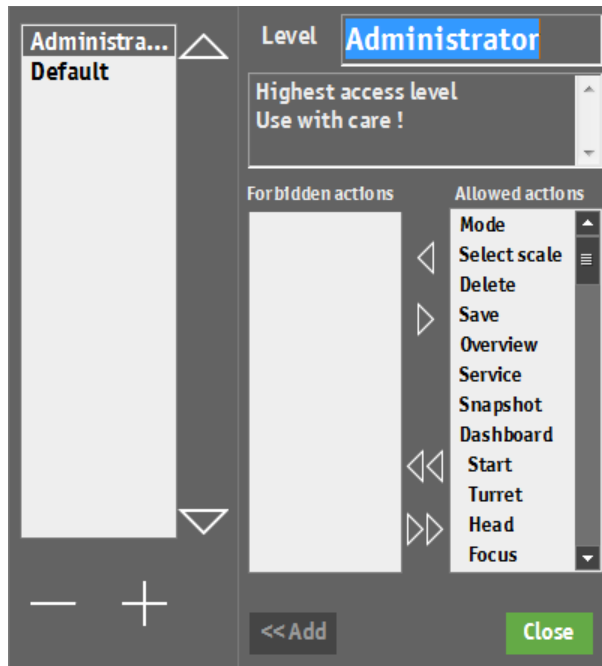 Administra...
Default
Level
Administrator
Highest access level
Use with care !
Forbidden actions
Allowed actions
Mode
Select scale
Delete
Save
Overview
Service
Snapshot
Dashboard
Start
Turret
Head
Focus
<< Add
Close